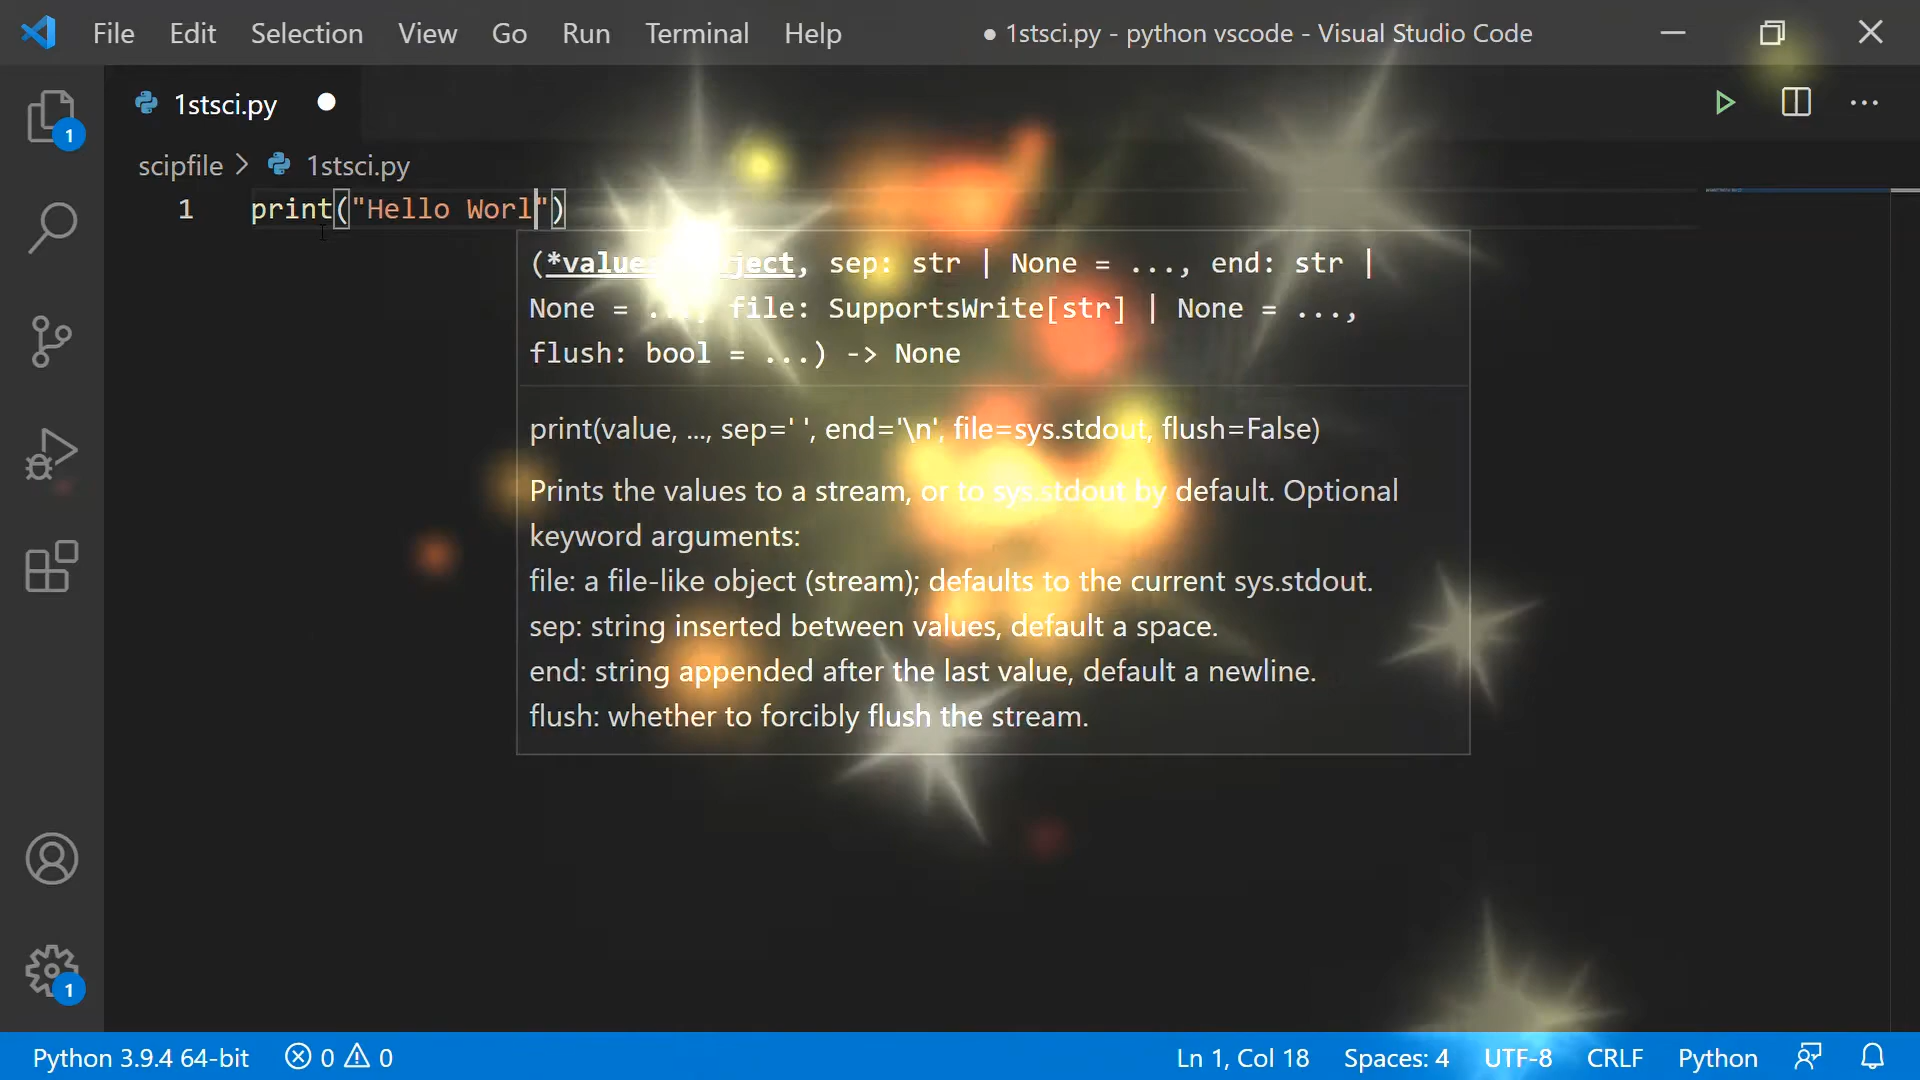 File Edit Selection View Go Run Terminal Help ● 1stsci.py - python vscode - Visual Studio Code
1stsci.py
1
scipfile > 1stsci.py
1 print("Hello Worl")
(*value ject, sep: str | None = ..., end: str |
None = ..., file: SupportsWrite[str] | None = ...,
flush: bool = ...) -> None
print(value, ..., sep=' ', end='\n', file=sys.stdout, flush=False)
Prints the values to a stream, or to sys.stdout by default. Optional
keyword arguments:
file: a file-like object (stream); defaults to the current sys.stdout.
sep: string inserted between values, default a space.
end: string appended after the last value, default a newline.
flush: whether to forcibly flush the stream.
1
Python 3.9.4 64-bit 0 0 Ln 1, Col 18 Spaces: 4 UTF-8 CRLF Python